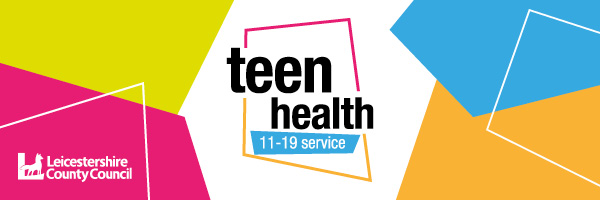 teen
health
11-19 service
Leicestershire
County Council